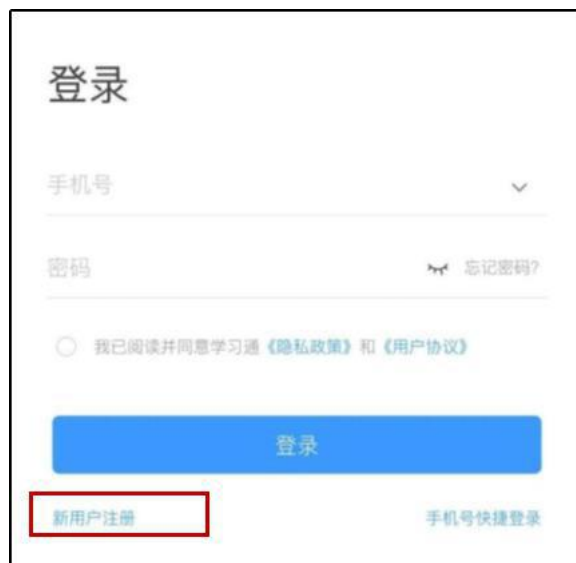 登录
手机号
密码 忘记密码?
我已阅读并同意学习通《隐私政策》和《用户协议》
登录
新用户注册 手机号快捷登录